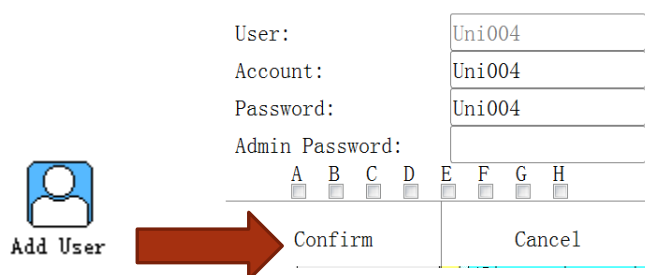 User: Uni004
Account: Uni004
Password: Uni004
Admin Password:
A B C D E F G H
Add User
Confirm Cancel